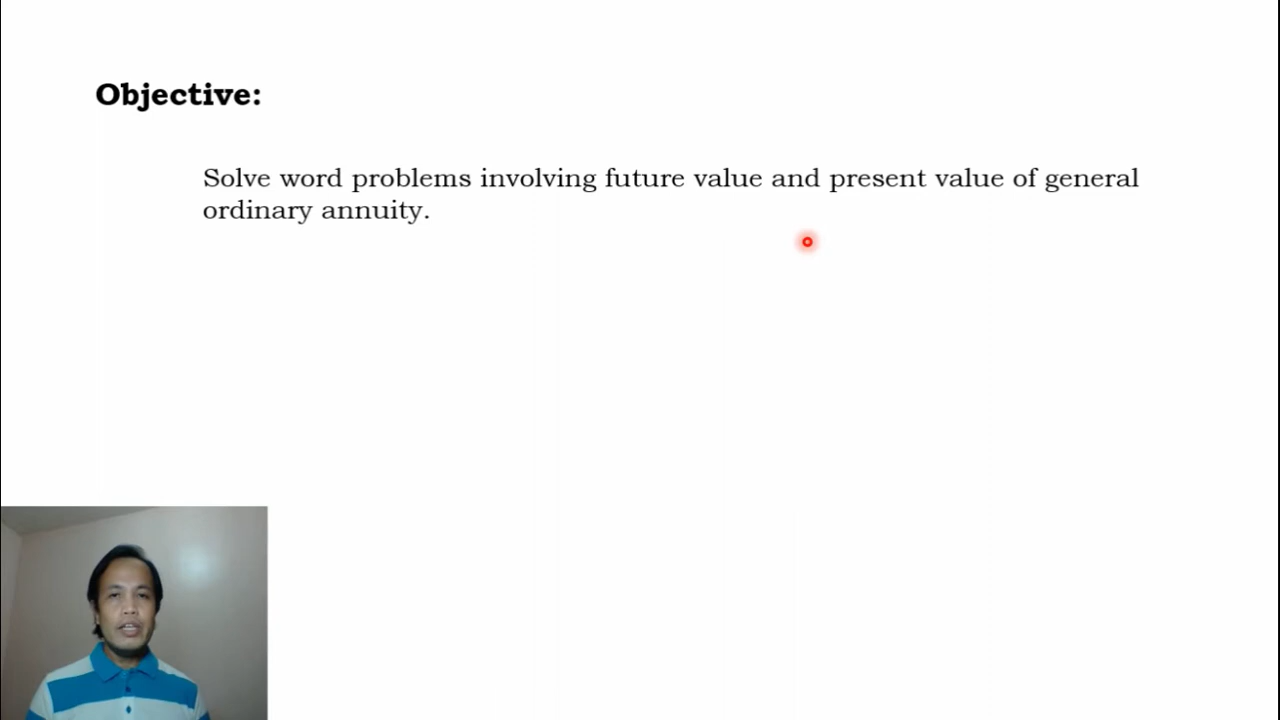 Objective:
Solve word problems involving future value and present value of general
ordinary annuity.